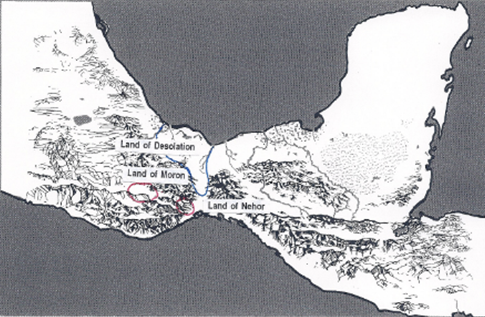 Land of Desolation
Land of Moron
Land of Nehor